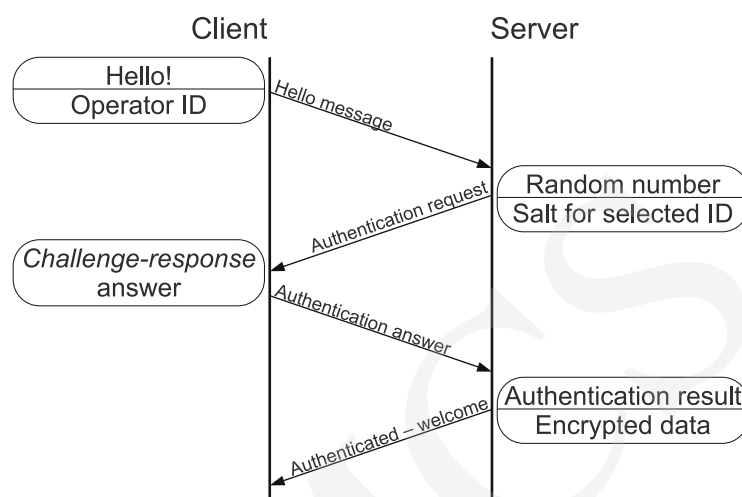 Client
Server
Hello!
Operator ID
Hello message
Random number
Salt for selected ID
Authentication request
Challenge-response
answer
Authentication answer
Authentication result
Encrypted data
Authenticated – welcome